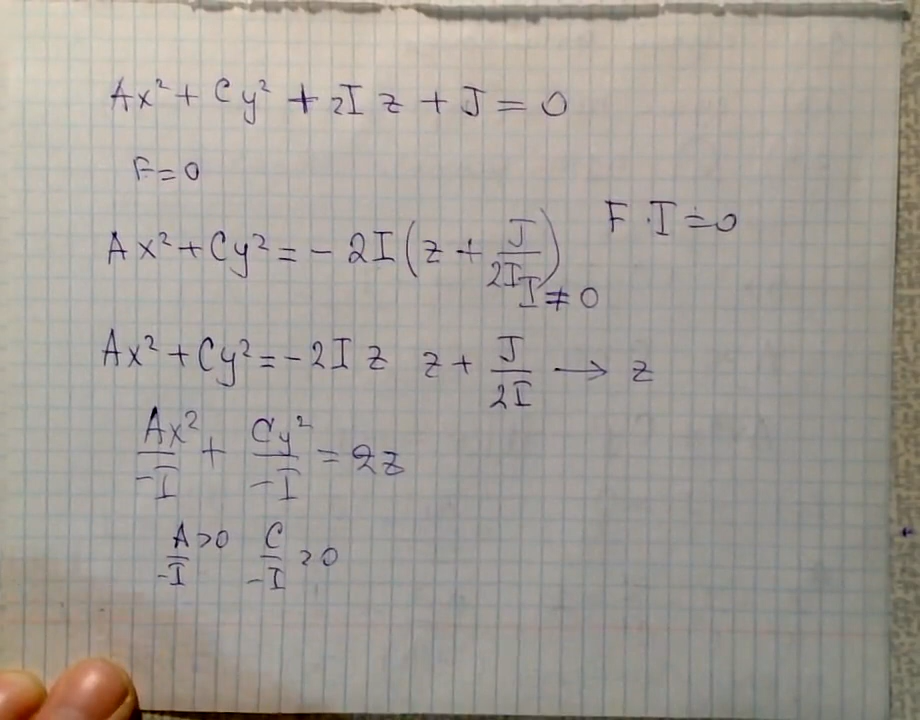 Ax² + Cy² + 2I z + J = 0
F = 0
F · I = 0
Ax² + Cy² = - 2I (z + J/2I)
I ≠ 0
Ax² + Cy² = - 2I z   z + J/2I → z
Ax²/-I + Cy²/-I = 2z
A/-I > 0   C/-I > 0